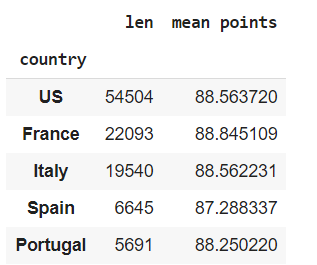 len mean points
country
US 54504 88.563720
France 22093 88.845109
Italy 19540 88.562231
Spain 6645 87.288337
Portugal 5691 88.250220